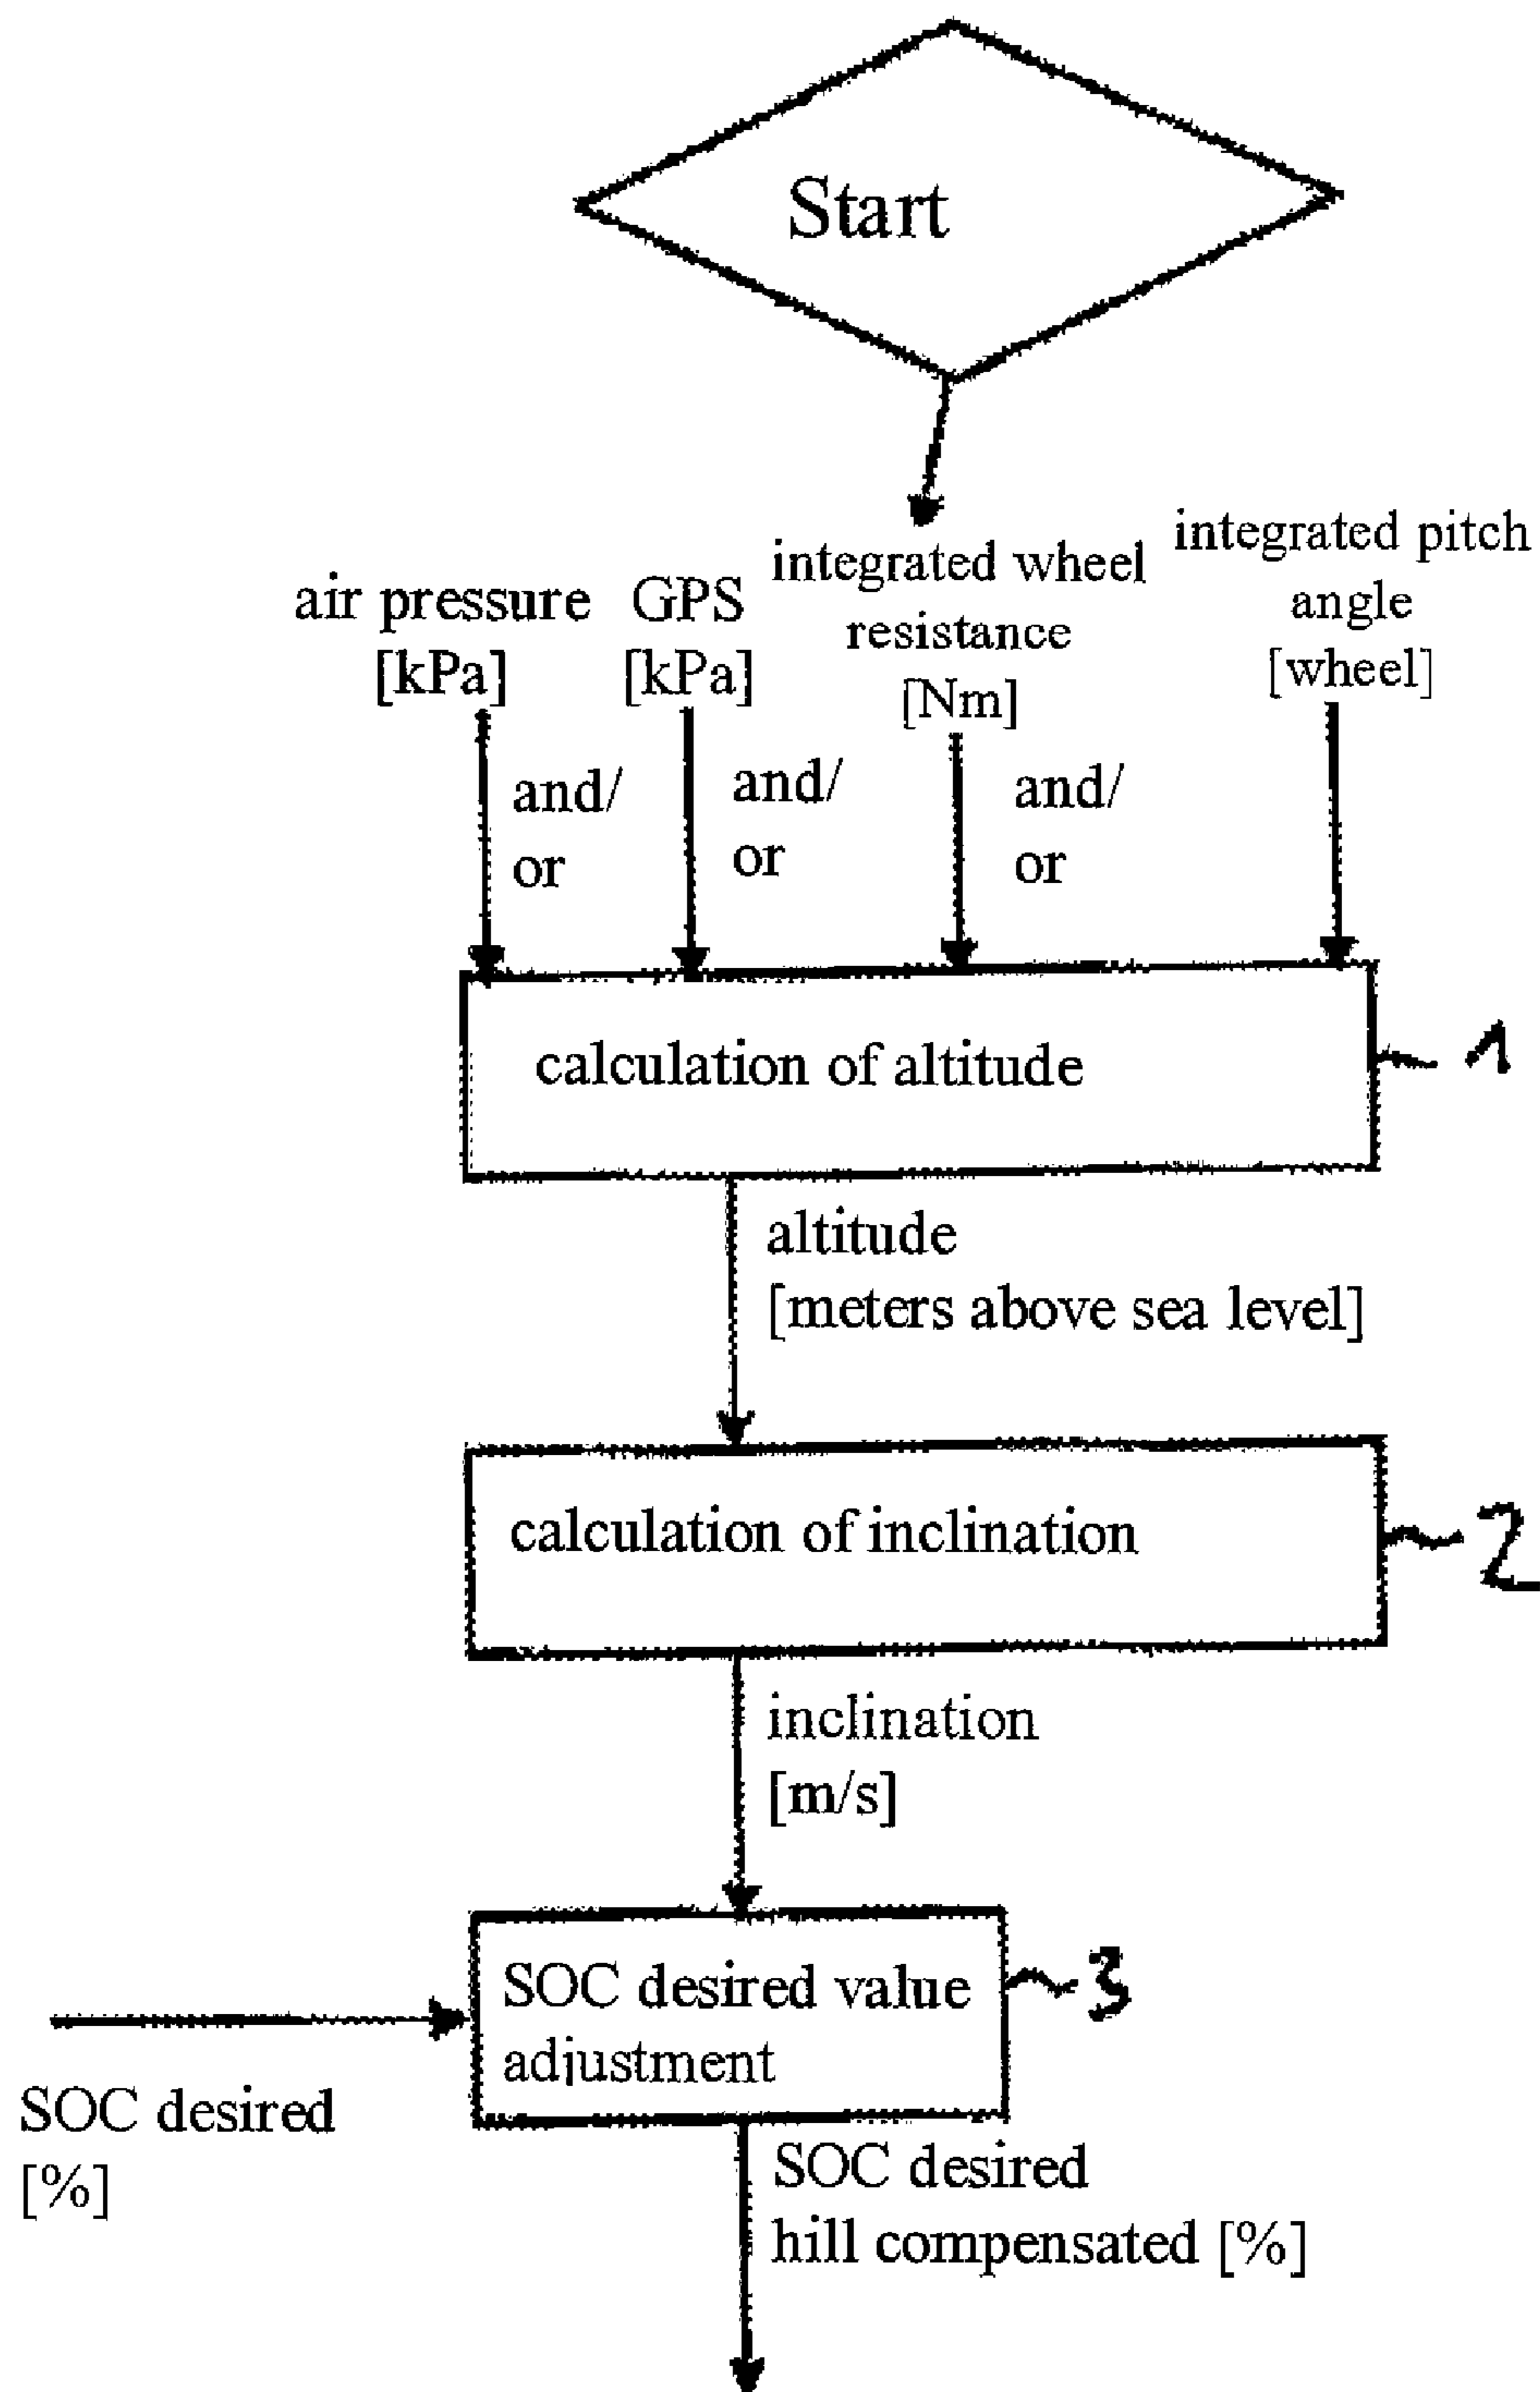 Start
air pressure
[kPa]
GPS
[kPa]
integrated wheel
resistance
[Nm]
integrated pitch
angle
[wheel]
and/
or
and/
or
and/
or
calculation of altitude
1
altitude
[meters above sea level]
calculation of inclination
2
inclination
[m/s]
SOC desired value
adjustment
3
SOC desired
[%]
SOC desired
hill compensated [%]